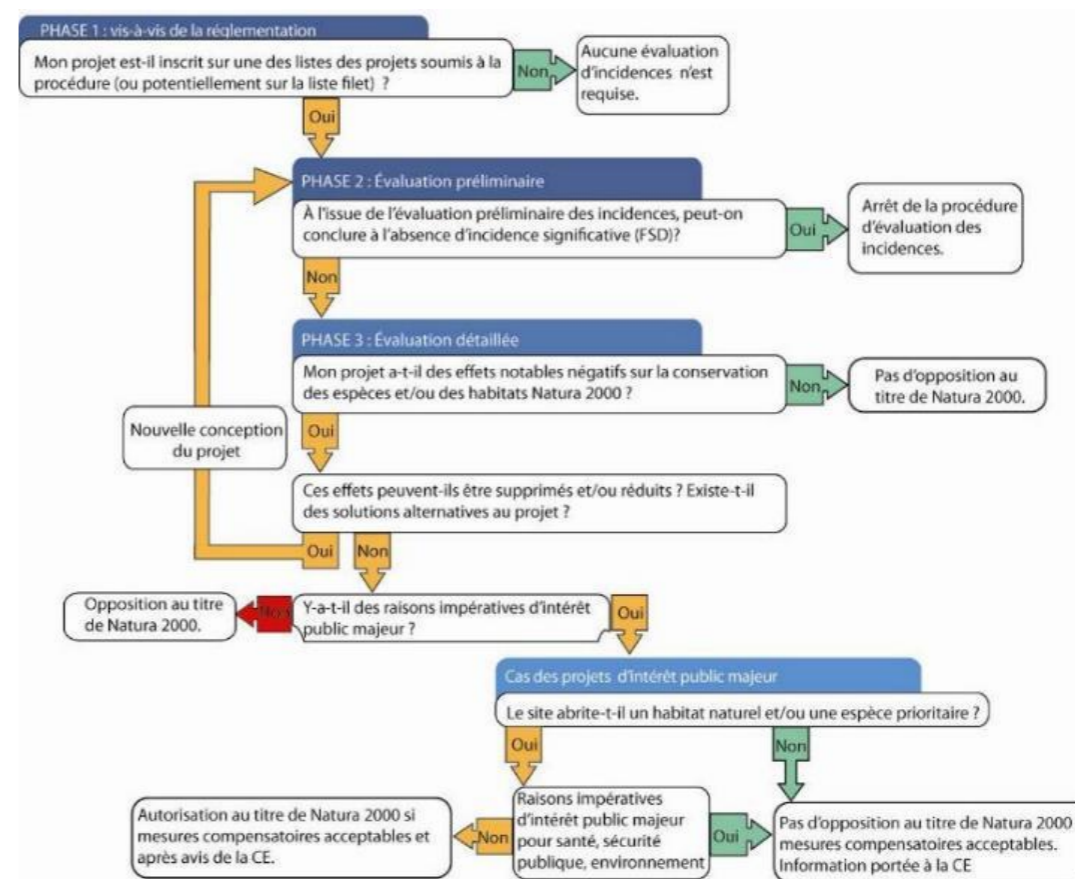 PHASE 1 : vis-à-vis de la réglementation
Mon projet est-il inscrit sur une des listes des projets soumis à la
procédure (ou potentiellement sur la liste filet) ?
Non
Aucune évaluation
d'incidences n'est
requise.
Oui
PHASE 2 : Évaluation préliminaire
À l'issue de l'évaluation préliminaire des incidences, peut-on
conclure à l'absence d'incidence significative (FSD)?
Oui
Arrêt de la procédure
d'évaluation des
incidences.
Non
PHASE 3 : Évaluation détaillée
Mon projet a-t-il des effets notables négatifs sur la conservation
des espèces et/ou des habitats Natura 2000 ?
Non
Pas d'opposition au
titre de Natura 2000.
Nouvelle conception
du projet
Oui
Ces effets peuvent-ils être supprimés et/ou réduits ? Existe-t-il
des solutions alternatives au projet ?
Oui
Non
Opposition au titre
de Natura 2000.
Non
Y-a-t-il des raisons impératives d'intérêt
public majeur ?
Oui
Cas des projets d'intérêt public majeur
Le site abrite-t-il un habitat naturel et/ou une espèce prioritaire ?
Oui
Non
Autorisation au titre de Natura 2000 si
mesures compensatoires acceptables et
après avis de la CE.
Non
Raisons impératives
d'intérêt public majeur
pour santé, sécurité
publique, environnement
Oui
Pas d'opposition au titre de Natura 2000
mesures compensatoires acceptables.
Information portée à la CE